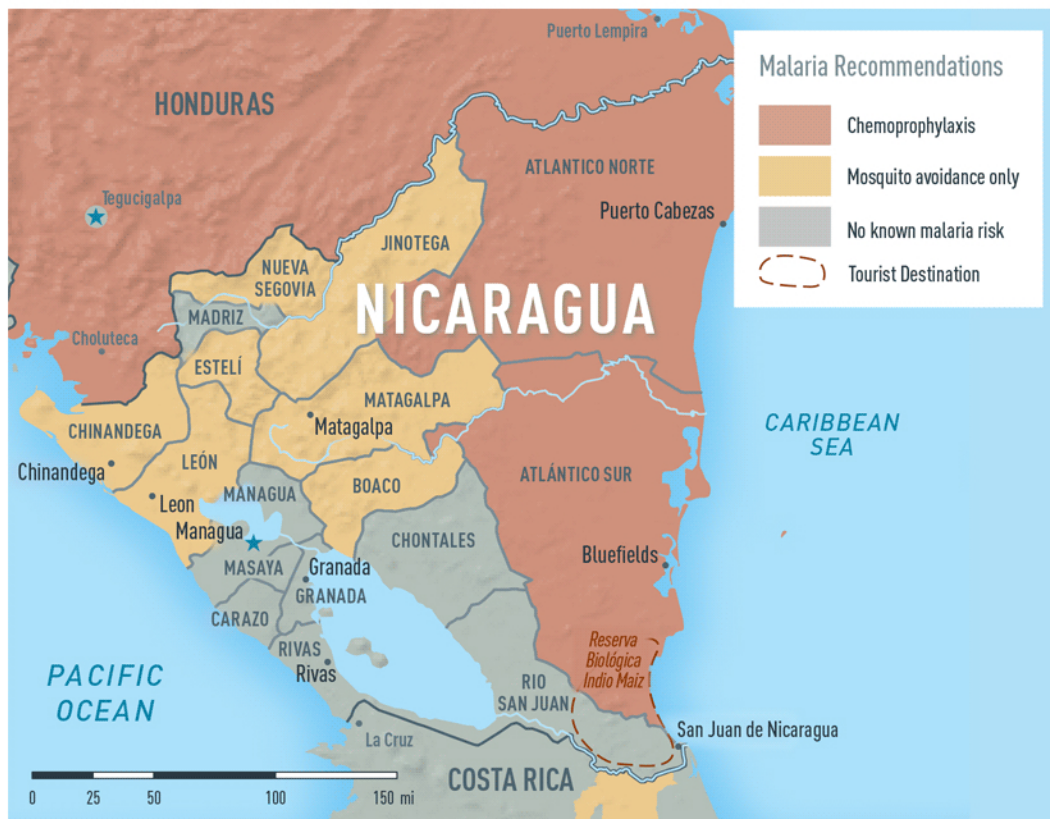 Puerto Lempira
HONDURAS
Tegucigalpa
Choluteca
ATLANTICO NORTE
Puerto Cabezas
JINOTEGA
NUEVA
SEGOVIA
MADRIZ
NICARAGUA
ESTELÍ
MATAGALPA
Matagalpa
CHINANDEGA
Chinandega
LEÓN
Leon
MANAGUA
Managua
BOACO
ATLÁNTICO SUR
CHONTALES
MASAYA
Granada
GRANADA
CARAZO
RIVAS
Rivas
Bluefields
Reserva
Biológica
Indio Maiz
RIO
SAN JUAN
San Juan de Nicaragua
La Cruz
COSTA RICA
PACIFIC
OCEAN
CARIBBEAN
SEA
0 25 50 100 150 mi
Malaria Recommendations
Chemoprophylaxis
Mosquito avoidance only
No known malaria risk
Tourist Destination